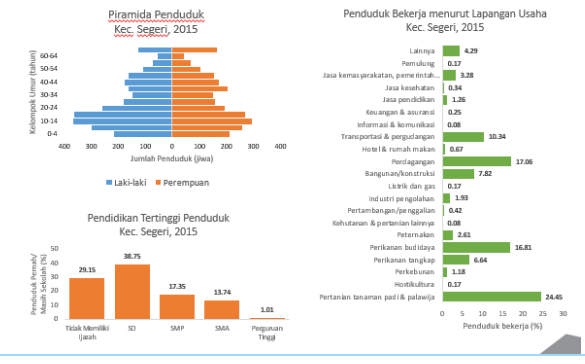 Piramida Penduduk
Kec. Segeri, 2015
Kelompok Umur (tahun)
60-64
50-54
40-44
30-34
20-24
10-14
0-4
400 300 200 100 0 100 200 300 400
Jumlah Penduduk (jiwa)
Laki-laki Perempuan
Pendidikan Tertinggi Penduduk
Kec. Segeri, 2015
Penduduk Pernah/
Masih Sekolah (%)
50
40
30
20
10
0
29.15
38.75
17.35
13.74
1.01
Tidak Memiliki
Ijazah
SD
SMP
SMA
Perguruan
Tinggi
Penduduk Bekerja menurut Lapangan Usaha
Kec. Segeri, 2015
Lainnya 4.29
Pemulung 0.17
Jasa kemasyarakatan, pemerintah... 3.28
Jasa kesehatan 0.34
Jasa pendidikan 1.26
Keuangan & asuransi 0.25
Informasi & komunikasi 0.08
Transportasi & pergudangan 10.34
Hotel & rumah makan 0.67
Perdagangan 17.06
Bangunan/konstruksi 7.82
Listrik dan gas 0.17
Industri pengolahan 1.93
Pertambangan/penggalian 0.42
Kehutanan & pertanian lainnya 0.08
Peternakan 2.61
Perikanan budidaya 16.81
Perikanan tangkap 6.64
Perkebunan 1.18
Hortikultura 0.17
Pertanian tanaman padi & palawija 24.45
0 5 10 15 20 25 30
Penduduk bekerja (%)